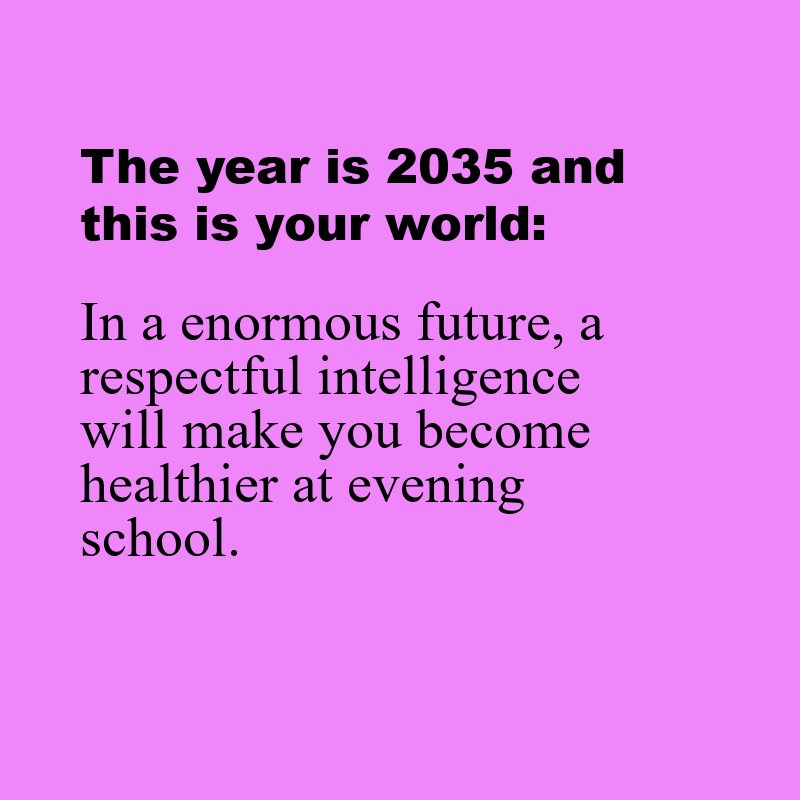 The year is 2035 and
this is your world:
In a enormous future, a
respectful intelligence
will make you become
healthier at evening
school.